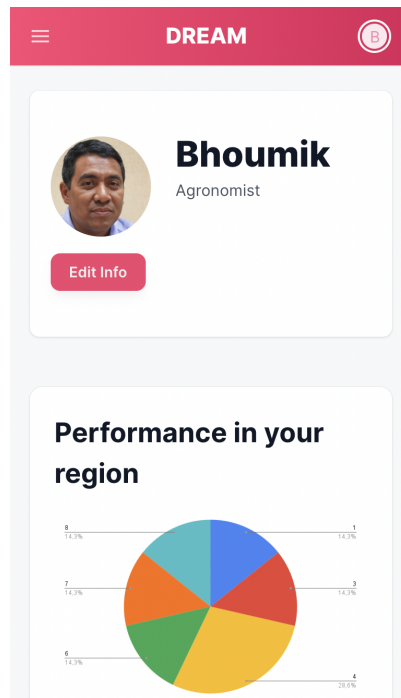 DREAM
B
Bhoumik
Agronomist
Edit Info
Performance in your
region
8
14,3%
1
14,3%
7
14,3%
3
14,3%
6
14,3%
4
28,6%